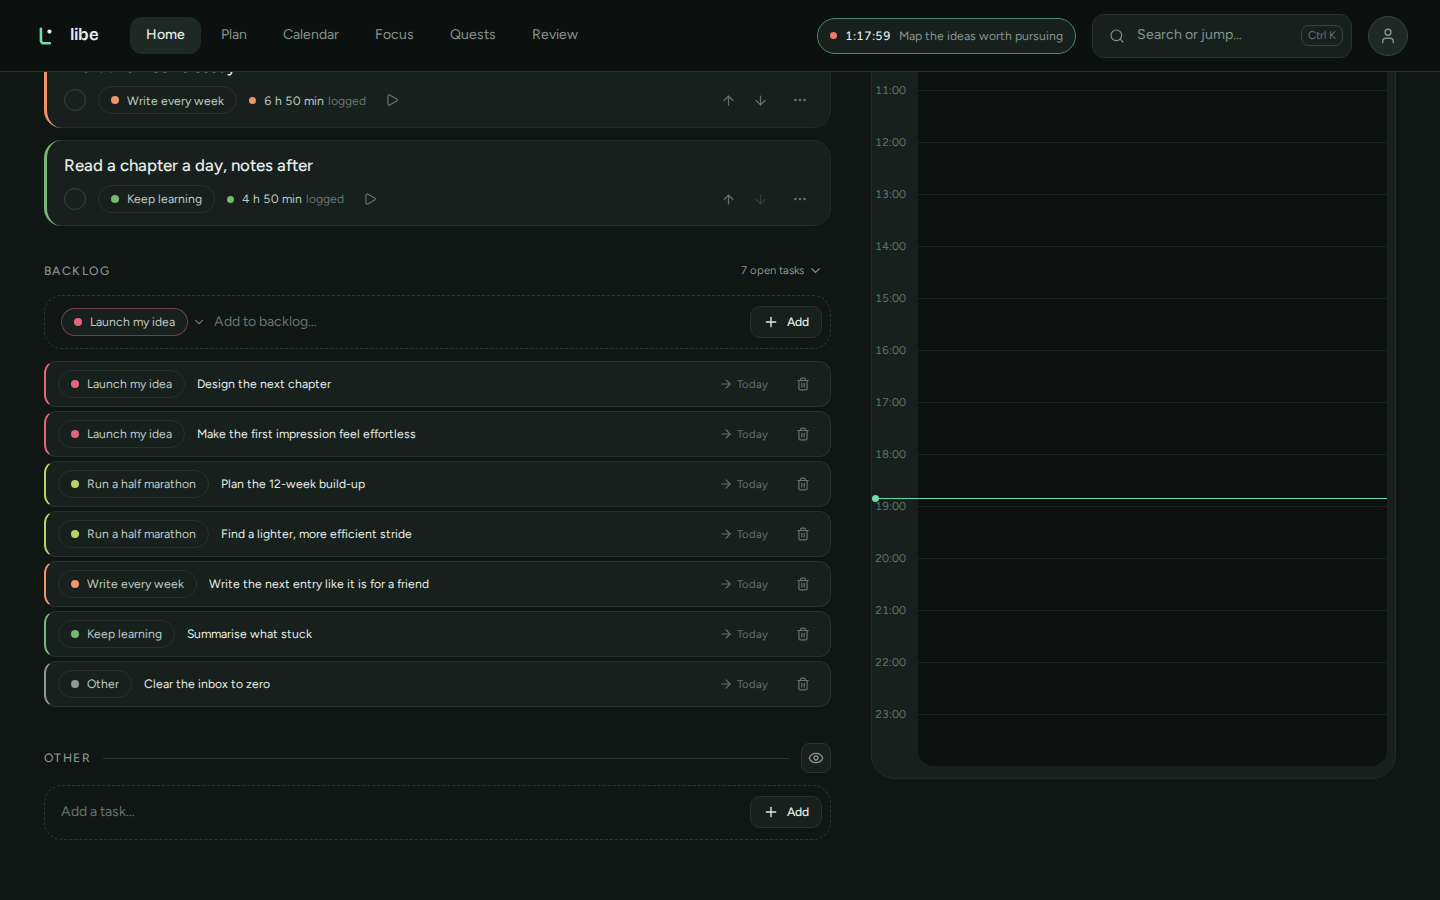 libe
Home
Plan
Calendar
Focus
Quests
Review
1:17:59 Map the ideas worth pursuing
Search or jump...
Ctrl K
Write every week
6 h 50 min logged
Read a chapter a day, notes after
Keep learning
4 h 50 min logged
BACKLOG
7 open tasks
Launch my idea
Add to backlog...
Add
Launch my idea
Design the next chapter
Today
Launch my idea
Make the first impression feel effortless
Today
Run a half marathon
Plan the 12-week build-up
Today
Run a half marathon
Find a lighter, more efficient stride
Today
Write every week
Write the next entry like it is for a friend
Today
Keep learning
Summarise what stuck
Today
Other
Clear the inbox to zero
Today
OTHER
Add a task...
Add
11:00
12:00
13:00
14:00
15:00
16:00
17:00
18:00
19:00
20:00
21:00
22:00
23:00